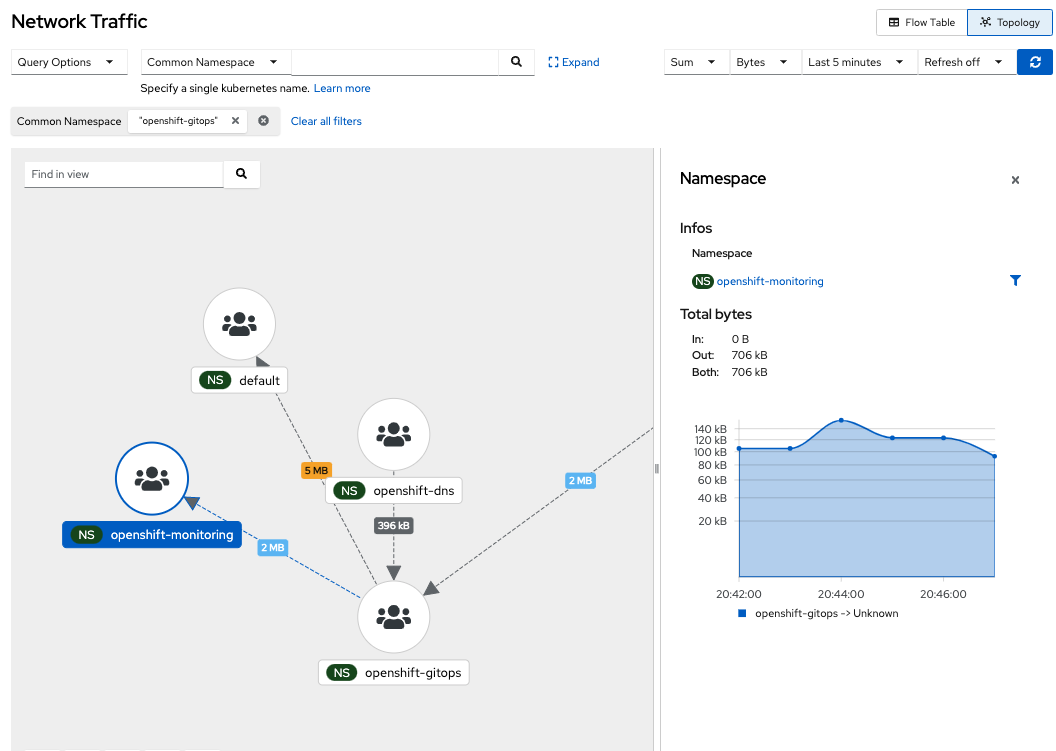 Network Traffic
Flow Table
Topology
Query Options
Common Namespace
Expand
Sum
Bytes
Last 5 minutes
Refresh off
Specify a single kubernetes name. Learn more
Common Namespace
"openshift-gitops"
Clear all filters
Find in view
NS default
5 MB
NS openshift-dns
2 MB
396 kB
NS openshift-monitoring
2 MB
NS openshift-gitops
Namespace
Infos
Namespace
NS openshift-monitoring
Total bytes
In: 0 B
Out: 706 kB
Both: 706 kB
140 kB
120 kB
100 kB
80 kB
60 kB
40 kB
20 kB
20:42:00 20:44:00 20:46:00
openshift-gitops -> Unknown